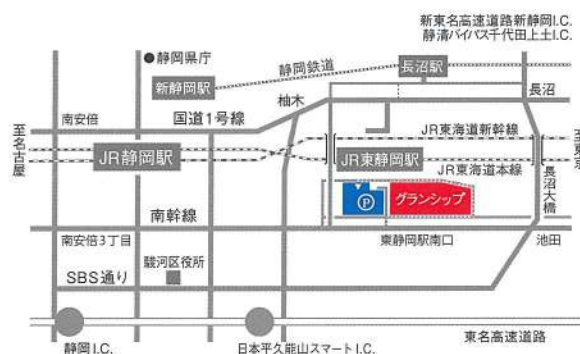 新東名高速道路新静岡I.C.
静清バイパス千代田上土I.C.
静岡県庁
静岡鉄道
長沼駅
新静岡駅
柚木
長沼
南安倍
国道1号線
至名古屋
JR東海道新幹線
至東京
JR静岡駅
JR東静岡駅
JR東海道本線
長沼大橋
P
グランシップ
南幹線
南安倍3丁目
東静岡駅南口
池田
駿河区役所
SBS通り
東名高速道路
静岡I.C.
日本平久能山スマートI.C.